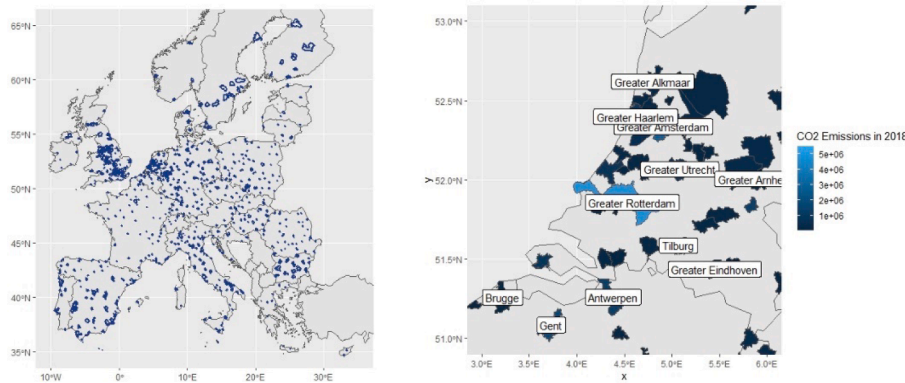 65°N
60°N
55°N
50°N
45°N
40°N
35°N
10°W 0° 10°E 20°E 30°E
53.0°N
52.5°N
52.0°N
51.5°N
51.0°N
y
3.0°E 3.5°E 4.0°E 4.5°E 5.0°E 5.5°E 6.0°E
x
Greater Alkmaar
Greater Haarlem
Greater Amsterdam
Greater Utrecht
Greater Arnhe
Greater Rotterdam
Tilburg
Greater Eindhoven
Brugge
Antwerpen
Gent
CO2 Emissions in 2018
5e+06
4e+06
3e+06
2e+06
1e+06